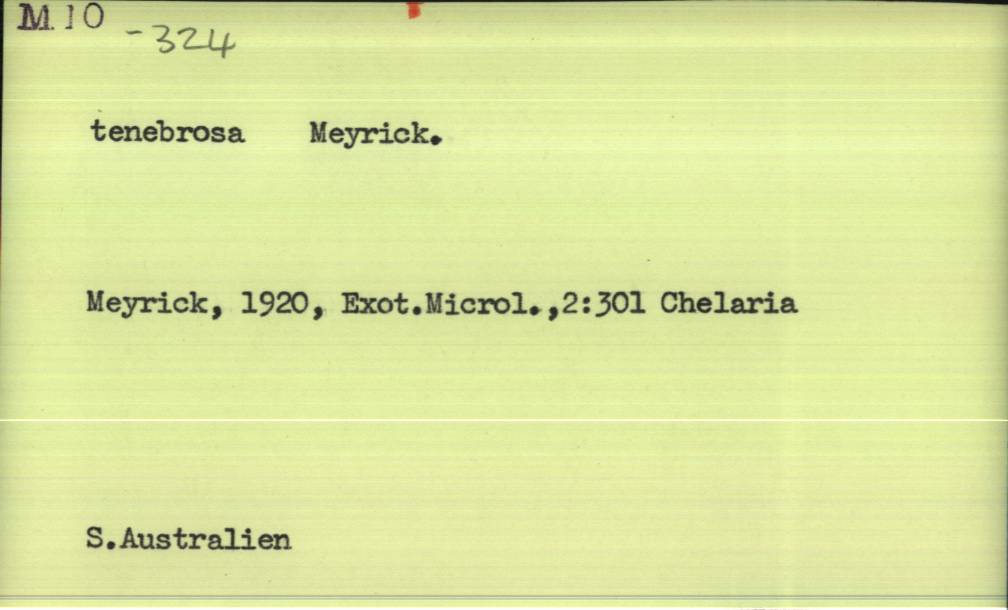 M 10
-324
tenebrosa Meyrick.
Meyrick, 1920, Exot.Microl.,2:301 Chelaria
S.Australien